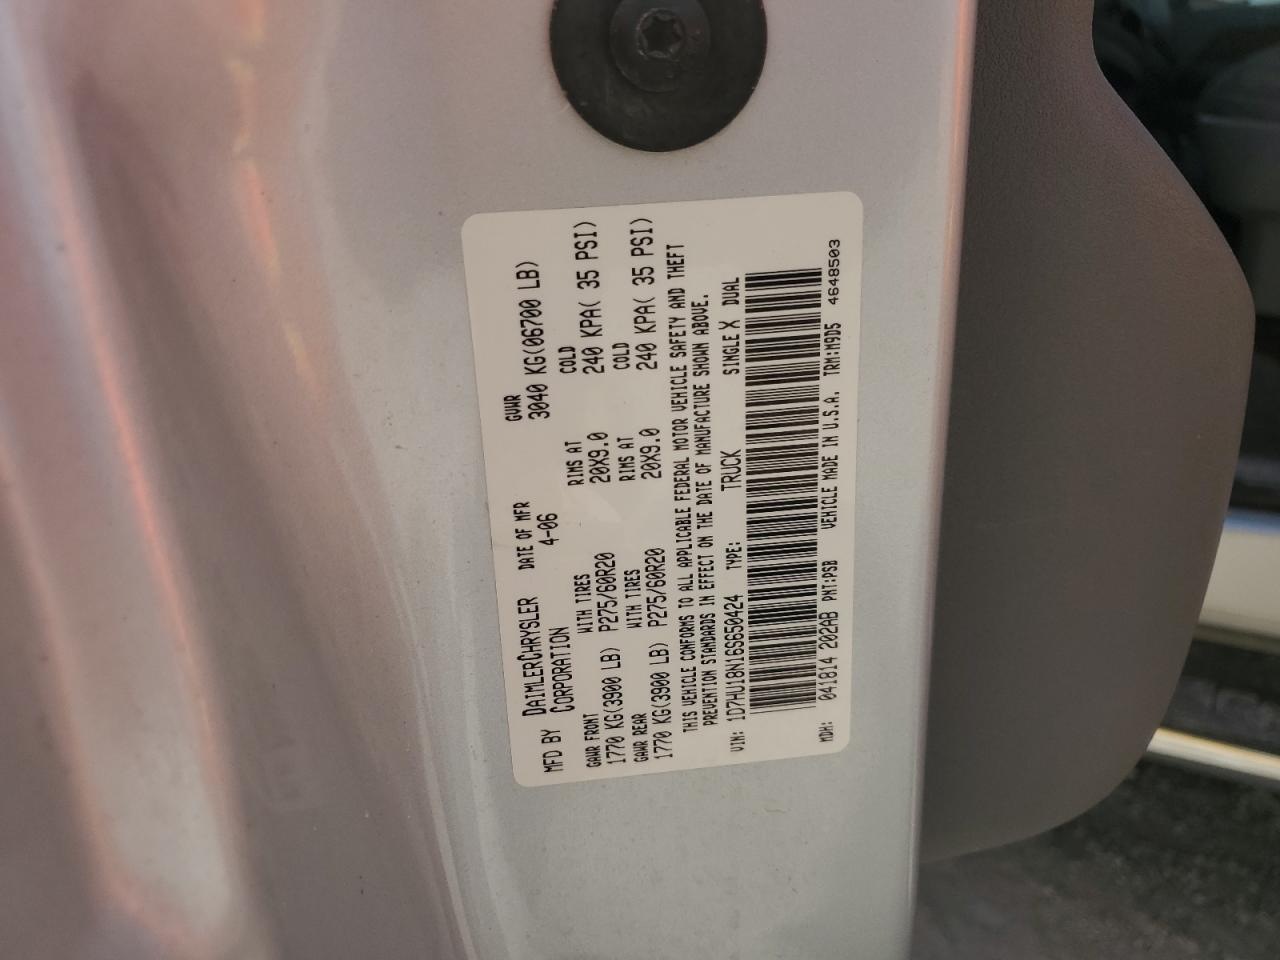 MFD BY DAIMLERCHRYSLER CORPORATION DATE OF MFR 4-06 GVWR 3040 KG(06700 LB)
GAWR FRONT WITH TIRES RIMS AT COLD
1770 KG(3900 LB) P275/60R20 20X9.0 240 KPA( 35 PSI)
GAWR REAR WITH TIRES RIMS AT COLD
1770 KG(3900 LB) P275/60R20 20X9.0 240 KPA( 35 PSI)
THIS VEHICLE CONFORMS TO ALL APPLICABLE FEDERAL MOTOR VEHICLE SAFETY AND THEFT
PREVENTION STANDARDS IN EFFECT ON THE DATE OF MANUFACTURE SHOWN ABOVE.
VIN: 1D7HU18N16S650424 TYPE: TRUCK SINGLE X DUAL
MDH: 041814 202AB PNT:PSB VEHICLE MADE IN U.S.A. TRM:M9D5 4648503